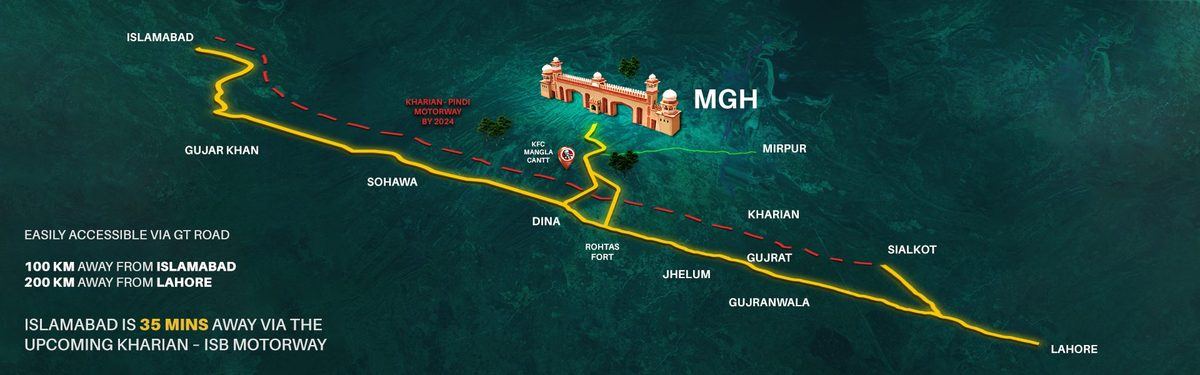 ISLAMABAD
KHARIAN - PINDI
MOTORWAY
BY 2024
MGH
KFC
MANGLA
CANTT
MIRPUR
GUJAR KHAN
SOHAWA
DINA
KHARIAN
ROHTAS
FORT
SIALKOT
GUJRAT
JHELUM
GUJRANWALA
LAHORE
EASILY ACCESSIBLE VIA GT ROAD
100 KM AWAY FROM ISLAMABAD
200 KM AWAY FROM LAHORE
ISLAMABAD IS 35 MINS AWAY VIA THE
UPCOMING KHARIAN - ISB MOTORWAY